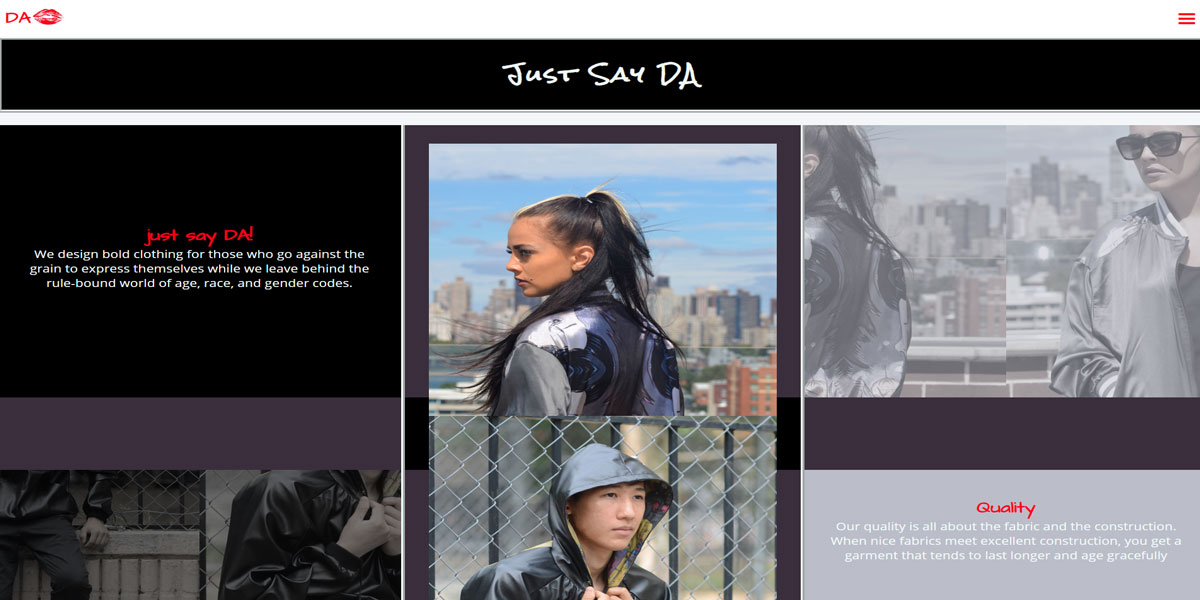 DA
Just Say DA
just say DA!
We design bold clothing for those who go against the
grain to express themselves while we leave behind the
rule-bound world of age, race, and gender codes.
Quality
Our quality is all about the fabric and the construction.
When nice fabrics meet excellent construction, you get a
garment that tends to last longer and age gracefully